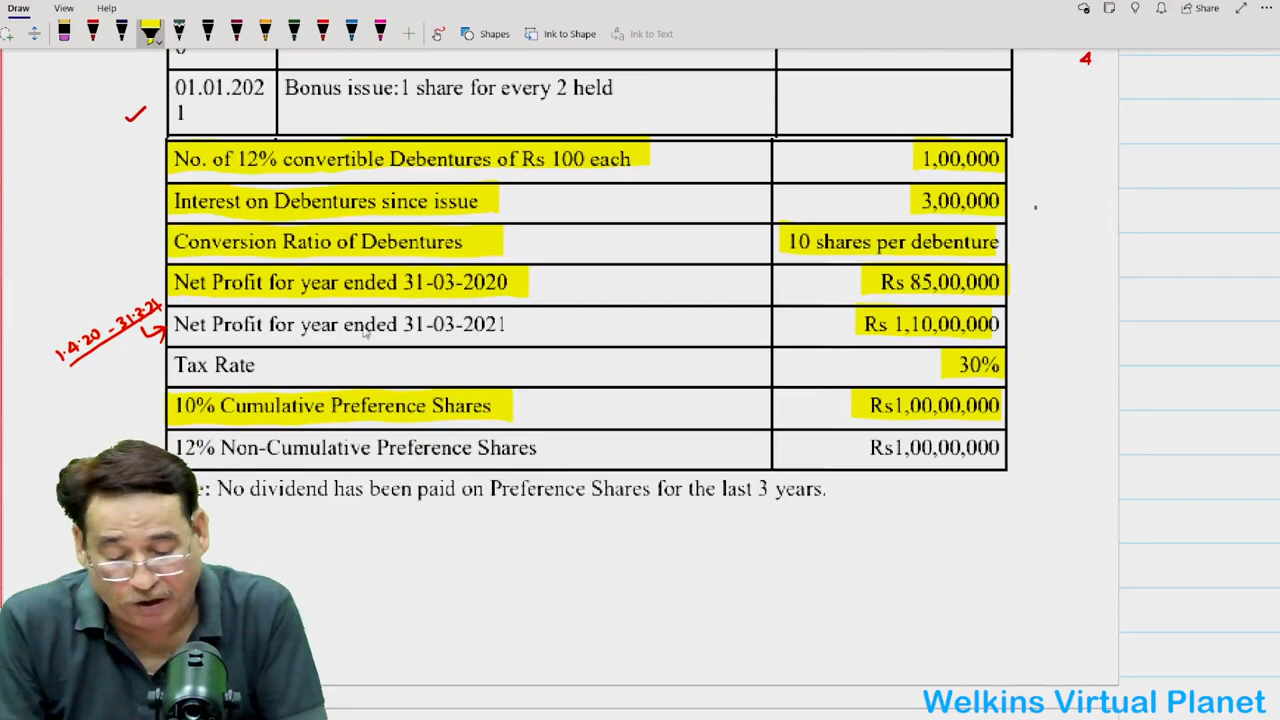 Draw View Help
Share
Shapes Ink to Shape Ink to Text
4
01.01.202 Bonus issue:1 share for every 2 held
1
No. of 12% convertible Debentures of Rs 100 each 1,00,000
Interest on Debentures since issue 3,00,000
Conversion Ratio of Debentures 10 shares per debenture
Net Profit for year ended 31-03-2020 Rs 85,00,000
1.4.20 - 31.3.21
Net Profit for year ended 31-03-2021 Rs 1,10,00,000
Tax Rate 30%
10% Cumulative Preference Shares Rs1,00,00,000
12% Non-Cumulative Preference Shares Rs1,00,00,000
No dividend has been paid on Preference Shares for the last 3 years.
Welkins Virtual Planet